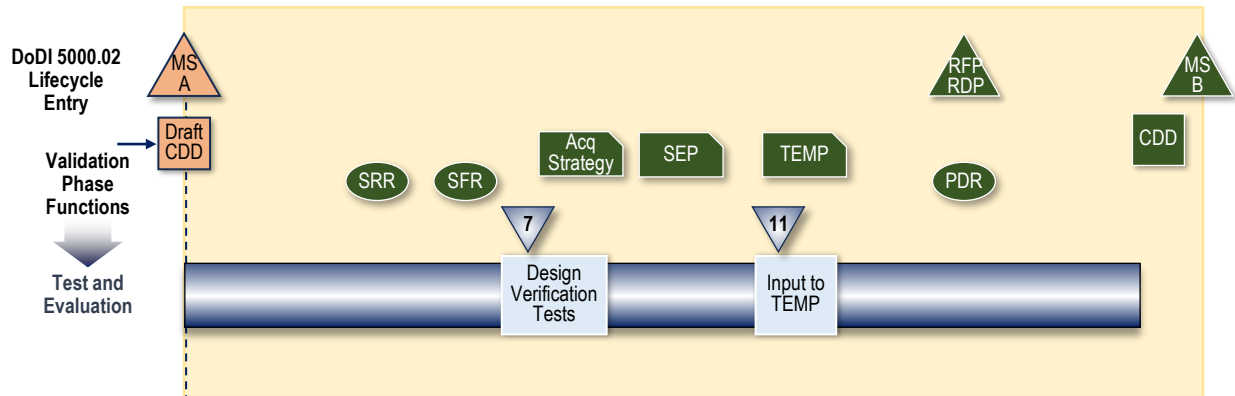 DoDI 5000.02
Lifecycle
Entry
MS
A
RFP
RDP
MS
B
Draft
CDD
CDD
Acq
Strategy
SEP
TEMP
Validation
Phase
Functions
SRR
SFR
PDR
7
11
Test and
Evaluation
Design
Verification
Tests
Input to
TEMP